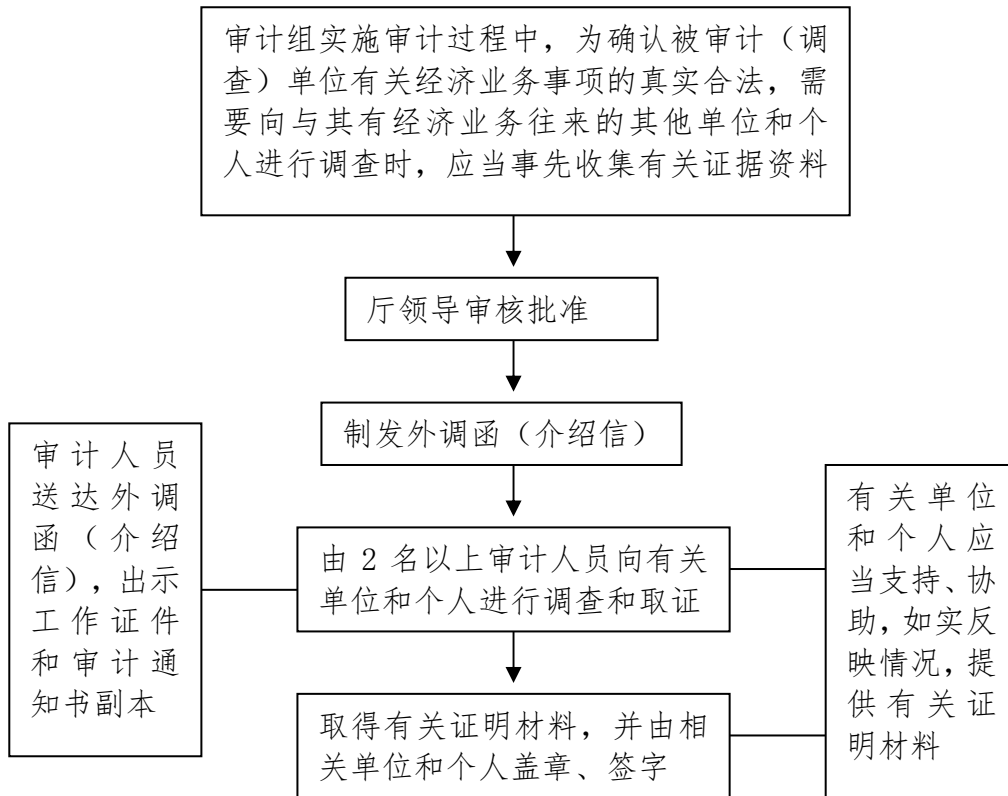 审计组实施审计过程中，为确认被审计（调
查）单位有关经济业务事项的真实合法，需
要向与其有经济业务往来的其他单位和个
人进行调查时，应当事先收集有关证据资料
厅领导审核批准
制发外调函（介绍信）
审计人员
送达外调
函（介绍
信），出示
工作证件
和审计通
知书副本
由 2 名以上审计人员向有关
单位和个人进行调查和取证
有关单位
和个人应
当支持、协
助，如实反
映情况，提
供有关证
明材料
取得有关证明材料，并由相
关单位和个人盖章、签字